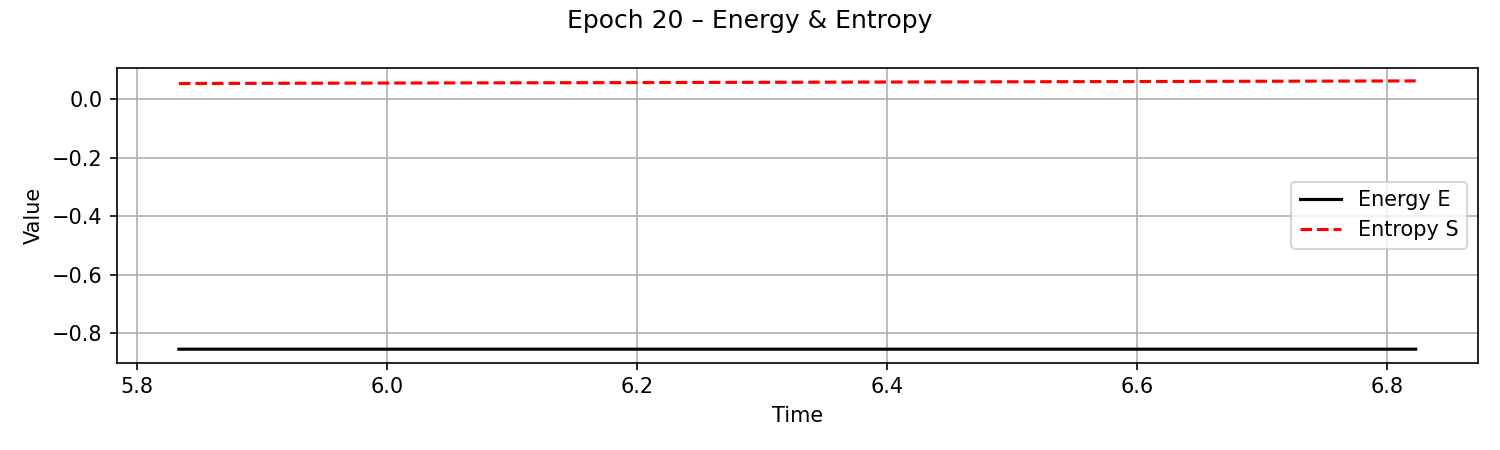 Epoch 20 – Energy & Entropy
0.0
−0.2
−0.4
−0.6
−0.8
Value
Energy E
Entropy S
5.8 6.0 6.2 6.4 6.6 6.8
Time